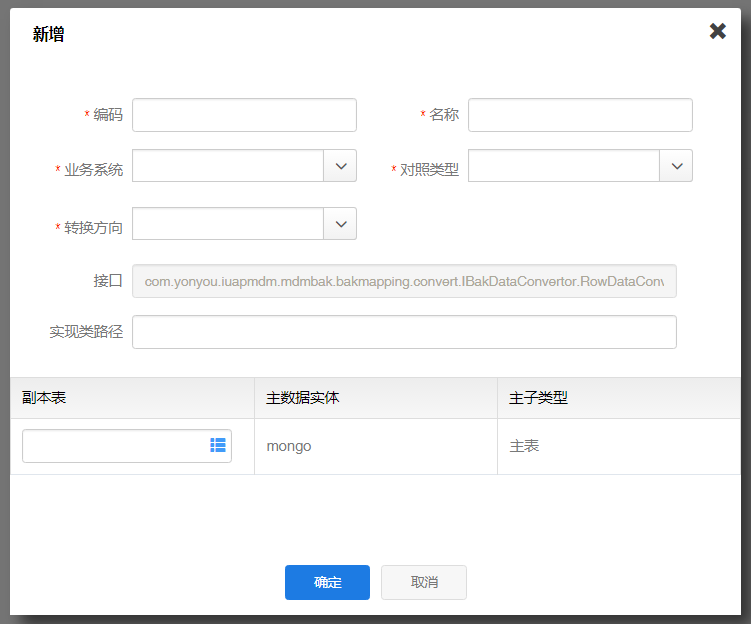 新增
* 编码
* 名称
* 业务系统
* 对照类型
* 转换方向
接口 com.yonyou.iuapmdm.mdmbak.bakmapping.convert.IBakDataConvertor.RowDataConv
实现类路径
副本表 主数据实体 主子类型
mongo 主表
确定 取消